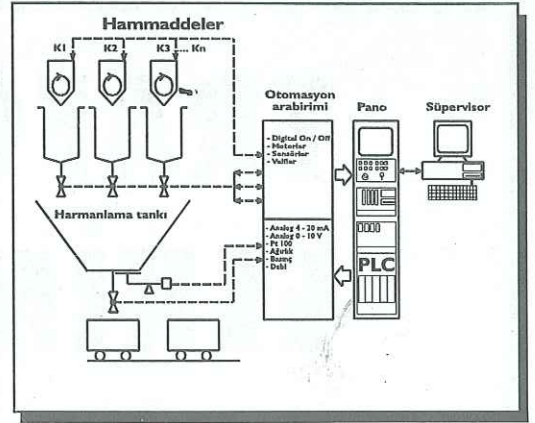 Hammaddeler
K1 K2 K3 .... Kn
Otomasyon
arabirimi
Pano
Süpervisor
- Digital On / Off
- Motorler
- Sensörler
- Valfler
Harmanlama tankı
- Analog 4 - 20 mA
- Analog 0 - 10 V
- Pt 100
- Ağırlık
- Basınç
- Debi
PLC